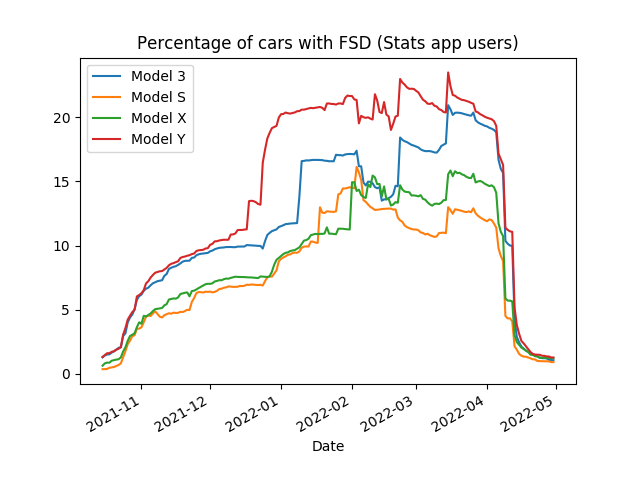 Percentage of cars with FSD (Stats app users)
Model 3
Model S
Model X
Model Y
20
15
10
5
0
2021-11
2021-12
2022-01
2022-02
2022-03
2022-04
2022-05
Date